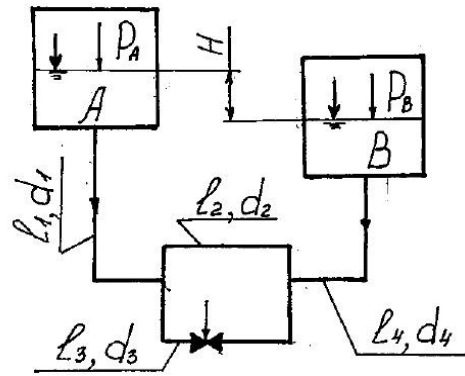 P_A
H
A
P_B
B
l_1, d_1
l_2, d_2
l_3, d_3
l_4, d_4